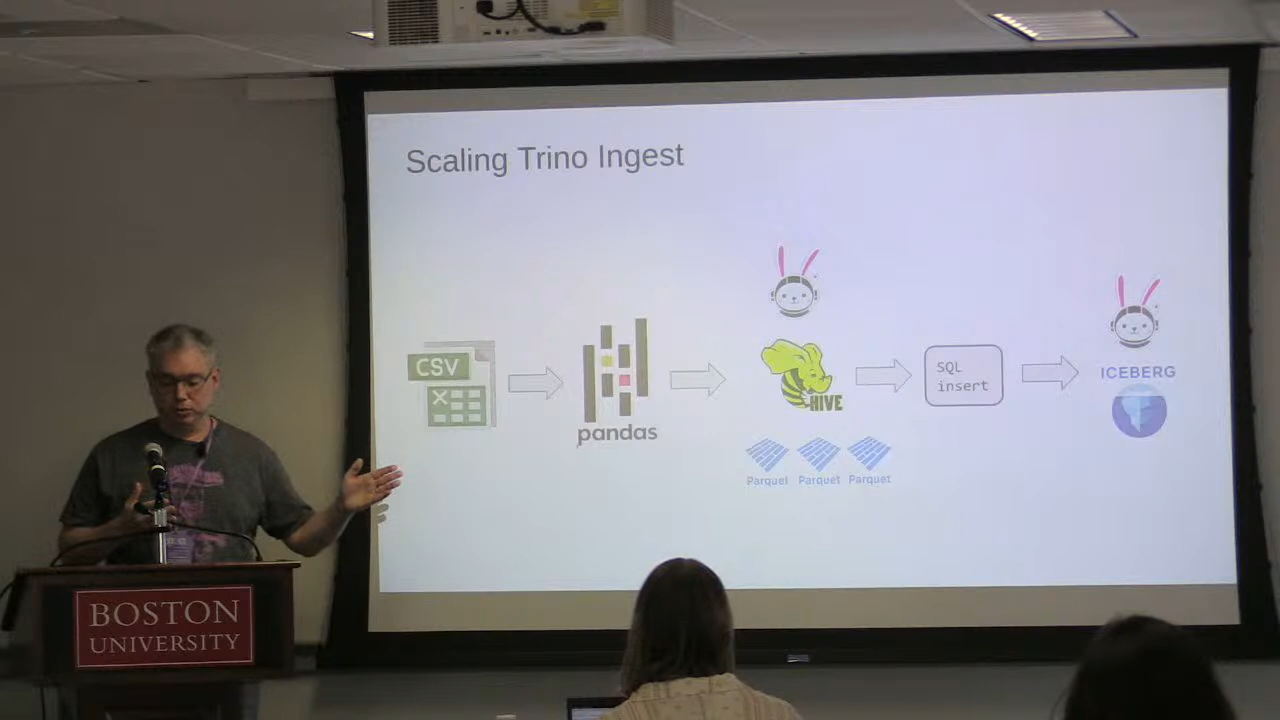 Scaling Trino Ingest
CSV
X
pandas
HIVE
Parquet Parquet Parquet
SQL
insert
ICEBERG
BOSTON
UNIVERSITY